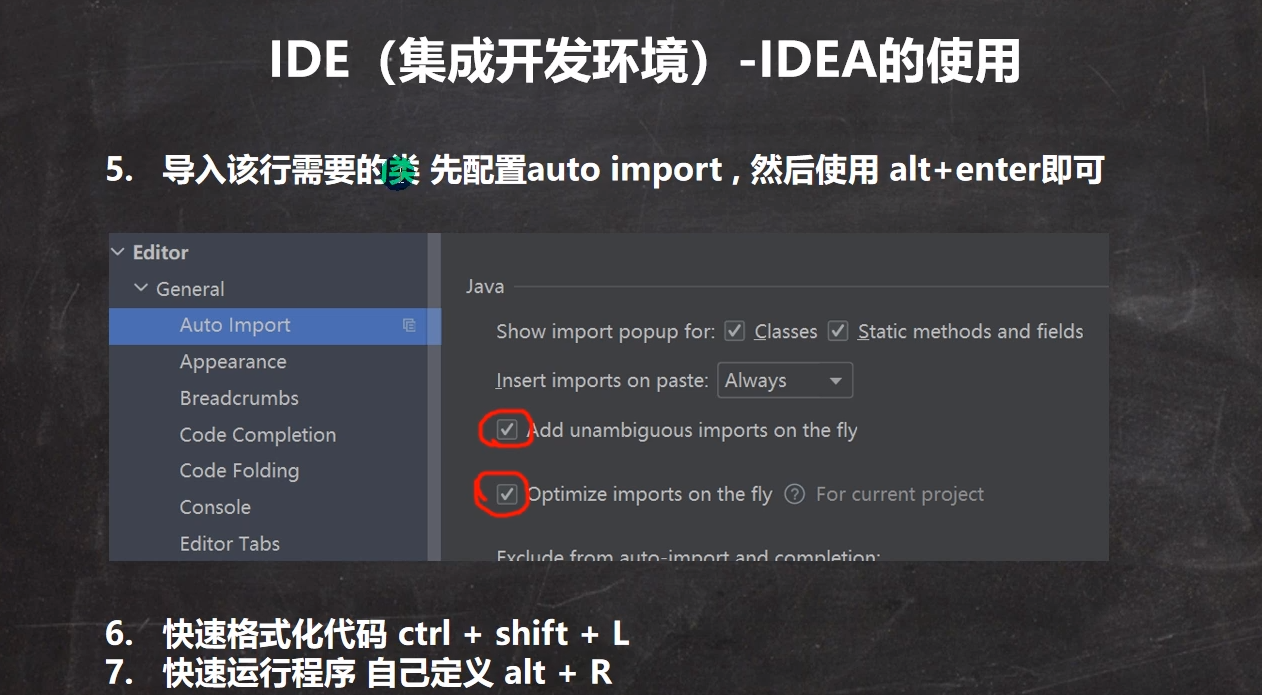 IDE（集成开发环境）-IDEA的使用
5. 导入该行需要的类 先配置auto import , 然后使用 alt+enter即可
Editor
General
Auto Import
Appearance
Breadcrumbs
Code Completion
Code Folding
Console
Editor Tabs
Java
Show import popup for: Classes Static methods and fields
Insert imports on paste: Always
Add unambiguous imports on the fly
Optimize imports on the fly ? For current project
Exclude from auto-import and completion:
6. 快速格式化代码 ctrl + shift + L
7. 快速运行程序 自己定义 alt + R